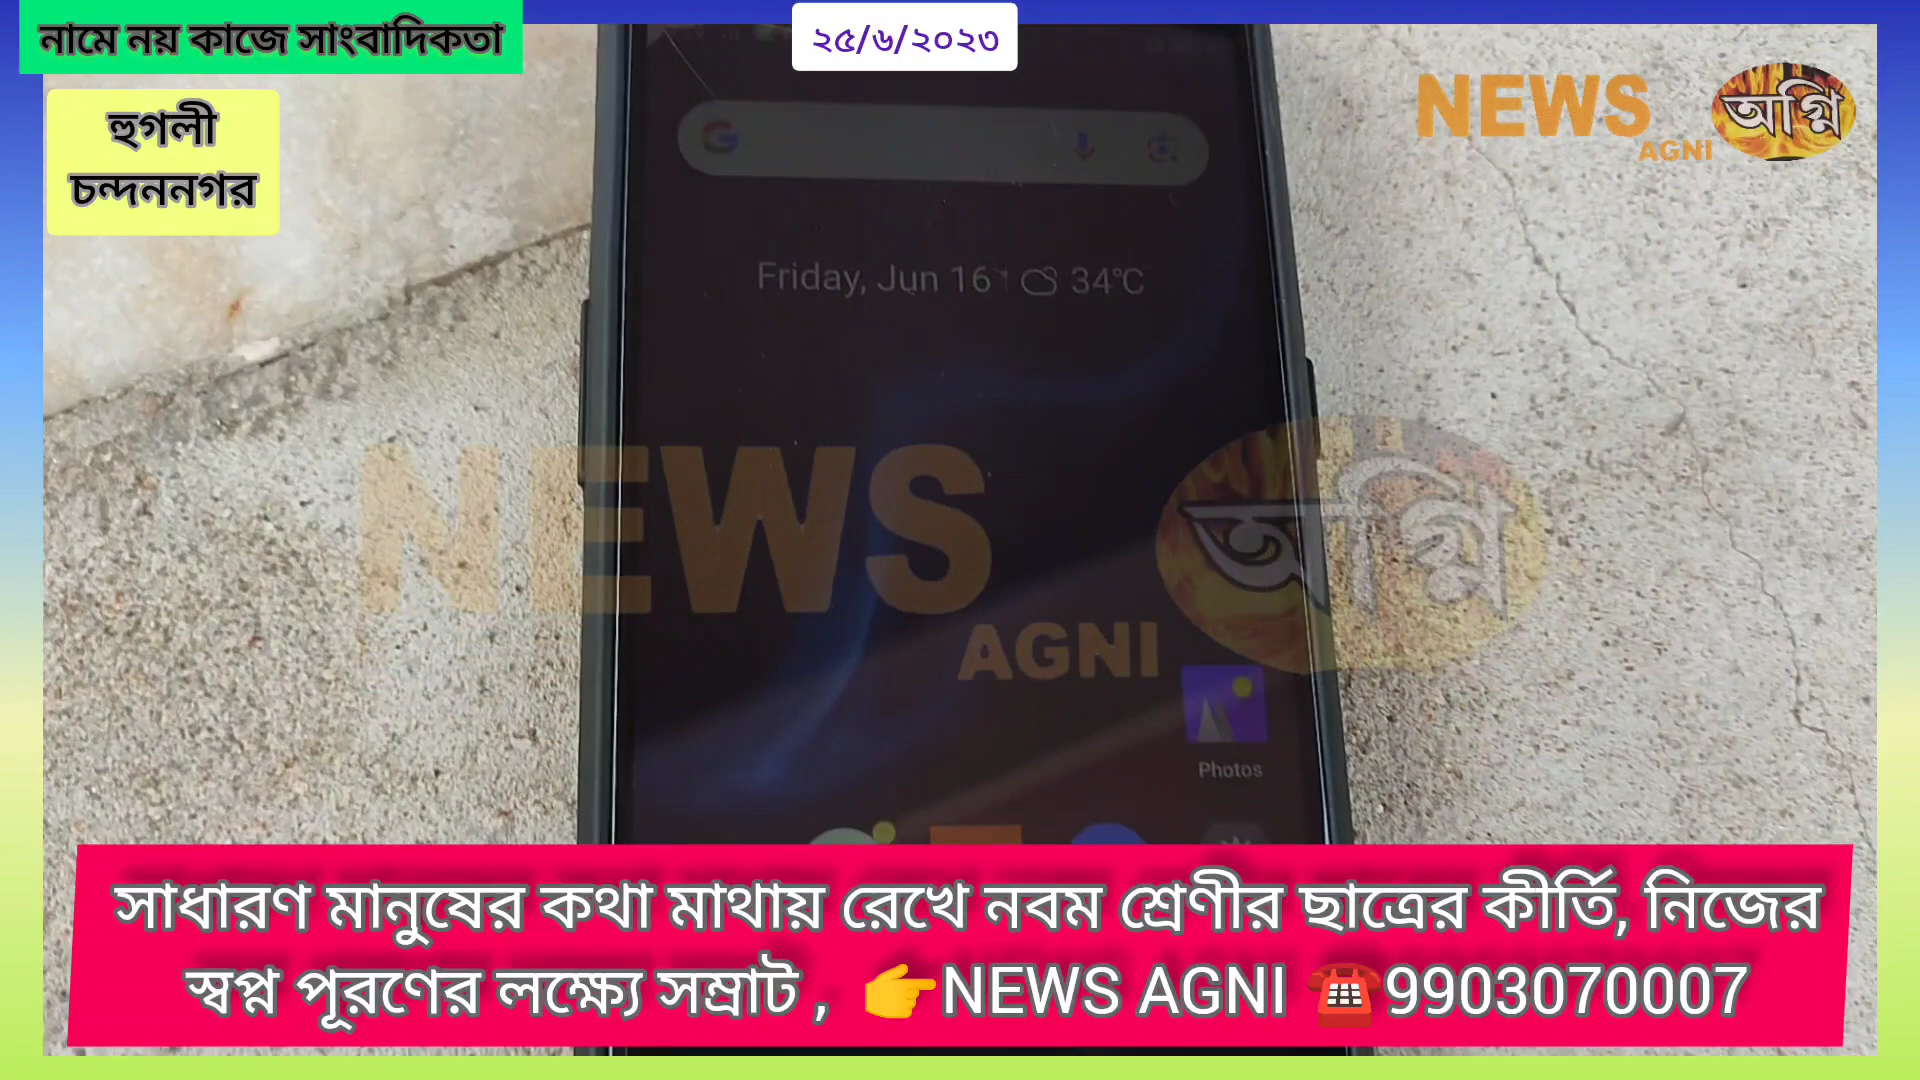 নামে নয় কাজে সাংবাদিকতা
২৫/৬/২০২৩
হুগলী
চন্দননগর
NEWS
AGNI
অগ্নি
Friday, Jun 16 34°C
NEWS
AGNI
অগ্নি
Photos
সাধারণ মানুষের কথা মাথায় রেখে নবম শ্রেণীর ছাত্রের কীর্তি, নিজের
স্বপ্ন পূরণের লক্ষ্যে সম্রাট , 👉NEWS AGNI ☎️9903070007